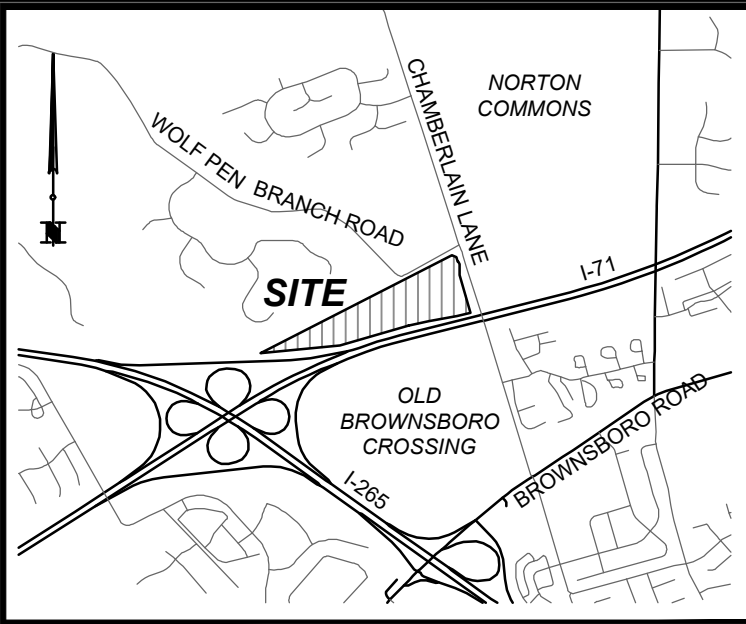 NORTON
COMMONS
CHAMBERLAIN LANE
WOLF PEN BRANCH ROAD
N
I-71
SITE
OLD
BROWNSBORO
CROSSING
BROWNSBORO ROAD
I-265